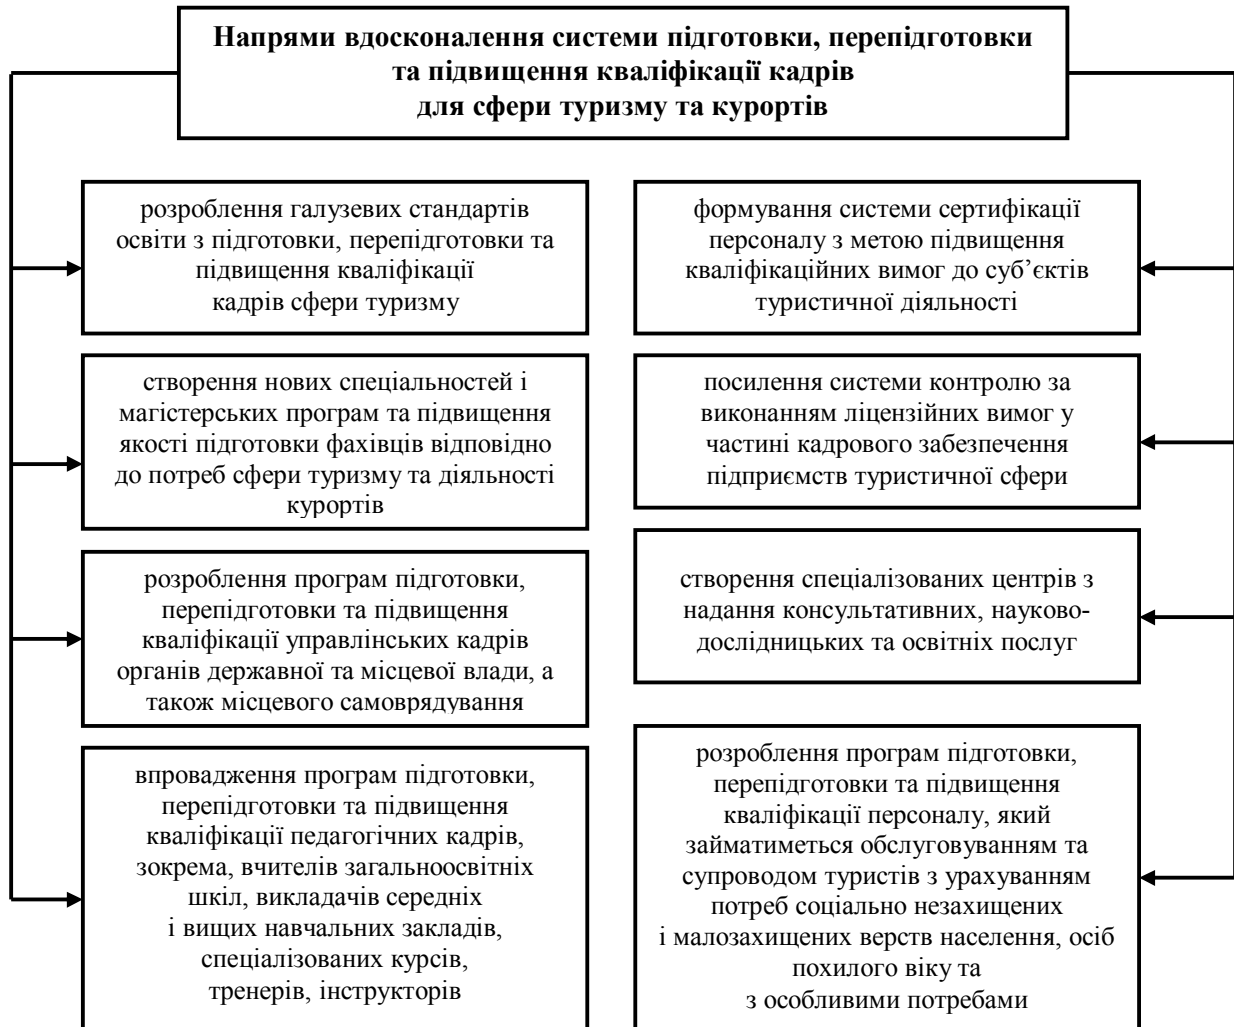 Напрями вдосконалення системи підготовки, перепідготовки
та підвищення кваліфікації кадрів
для сфери туризму та курортів
розроблення галузевих стандартів
освіти з підготовки, перепідготовки та
підвищення кваліфікації
кадрів сфери туризму
створення нових спеціальностей і
магістерських програм та підвищення
якості підготовки фахівців відповідно
до потреб сфери туризму та діяльності
курортів
розроблення програм підготовки,
перепідготовки та підвищення
кваліфікації управлінських кадрів
органів державної та місцевої влади, а
також місцевого самоврядування
впровадження програм підготовки,
перепідготовки та підвищення
кваліфікації педагогічних кадрів,
зокрема, вчителів загальноосвітніх
шкіл, викладачів середніх
і вищих навчальних закладів,
спеціалізованих курсів,
тренерів, інструкторів
формування системи сертифікації
персоналу з метою підвищення
кваліфікаційних вимог до суб’єктів
туристичної діяльності
посилення системи контролю за
виконанням ліцензійних вимог у
частині кадрового забезпечення
підприємств туристичної сфери
створення спеціалізованих центрів з
надання консультативних, науково-
дослідницьких та освітніх послуг
розроблення програм підготовки,
перепідготовки та підвищення
кваліфікації персоналу, який
займатиметься обслуговуванням та
супроводом туристів з урахуванням
потреб соціально незахищених
і малозахищених верств населення, осіб
похилого віку та
з особливими потребами